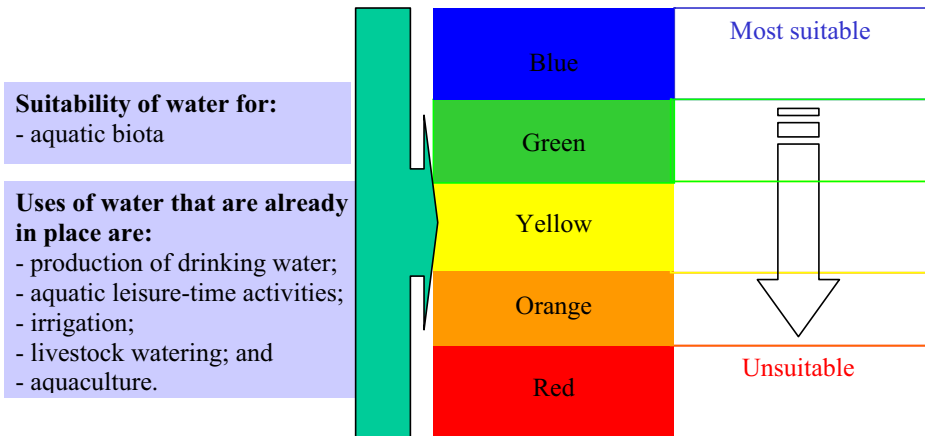 Suitability of water for:
- aquatic biota
Uses of water that are already
in place are:
- production of drinking water;
- aquatic leisure-time activities;
- irrigation;
- livestock watering; and
- aquaculture.
Blue
Green
Yellow
Orange
Red
Most suitable
Unsuitable